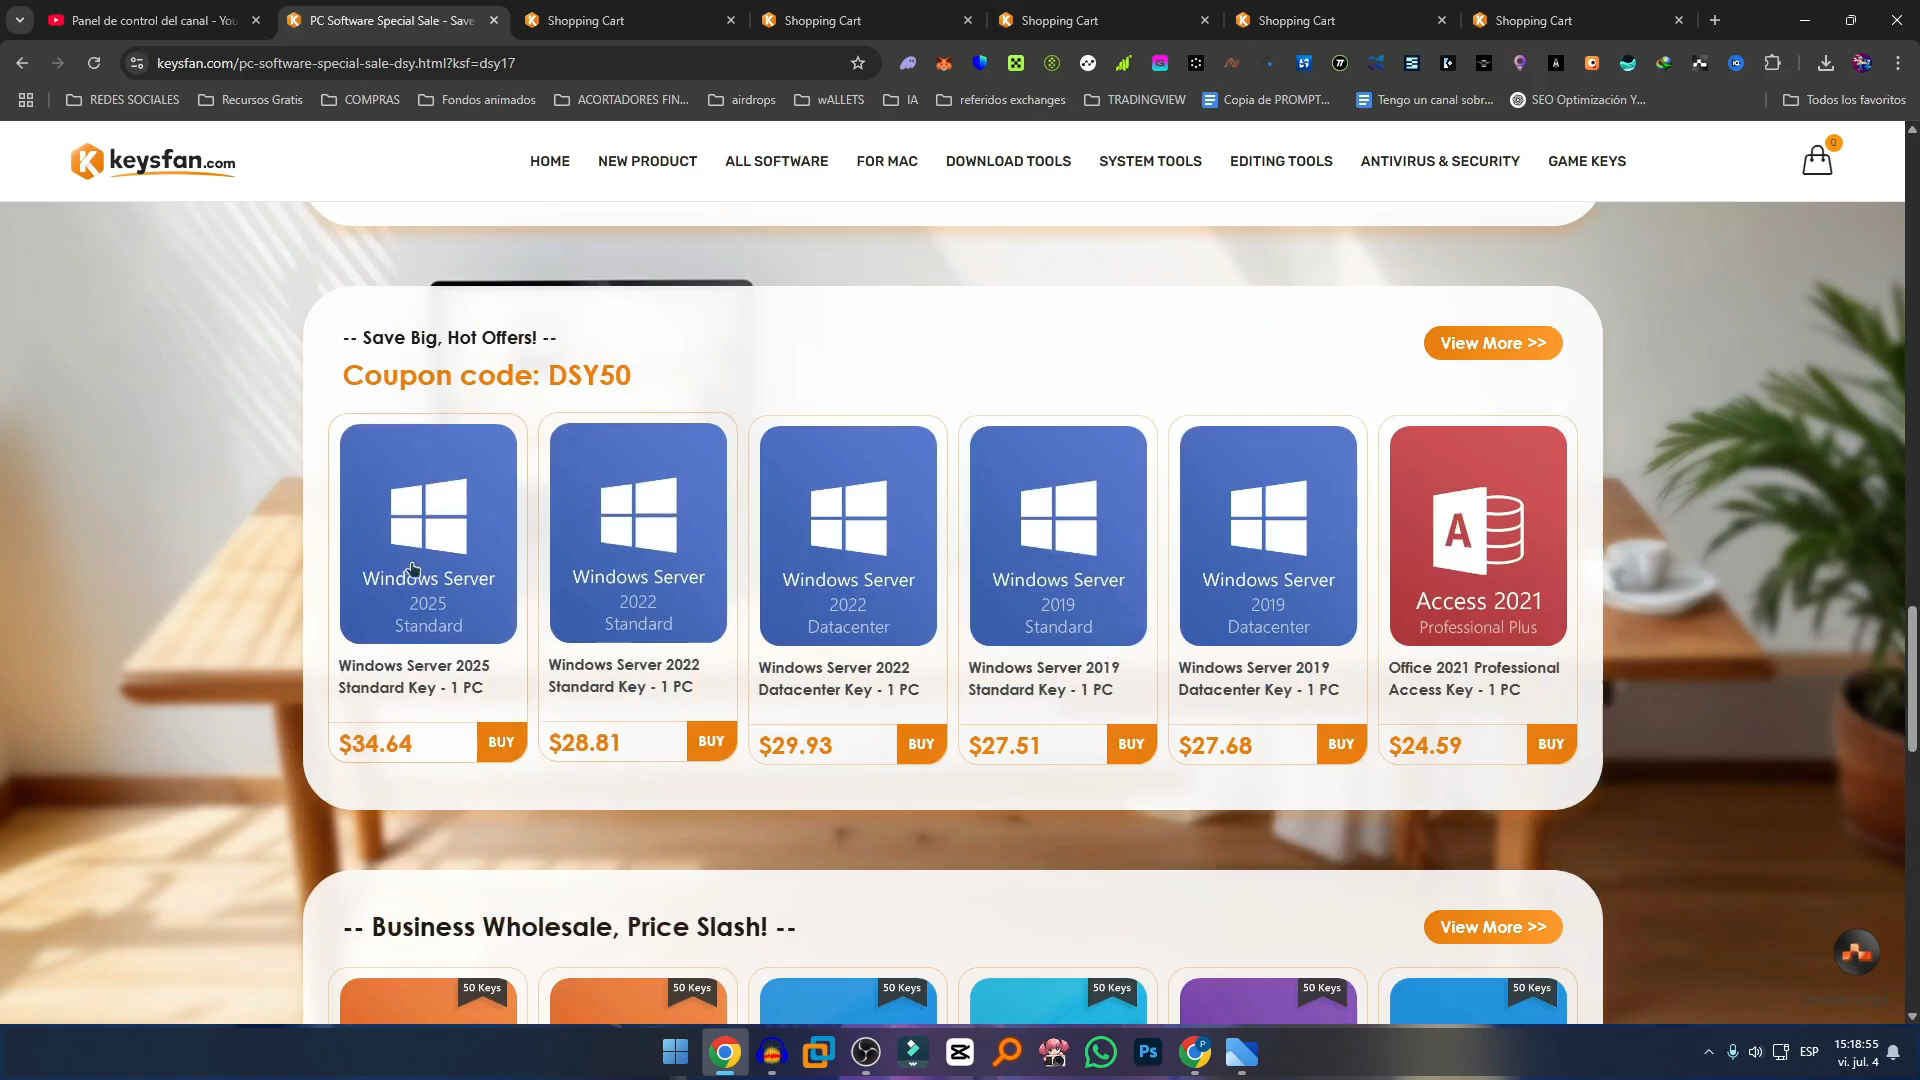 Panel de control del canal - You
PC Software Special Sale - Save
Shopping Cart
Shopping Cart
Shopping Cart
Shopping Cart
Shopping Cart
keysfan.com/pc-software-special-sale-dsy.html?ksf=dsy17
REDES SOCIALES
Recursos Gratis
COMPRAS
Fondos animados
ACORTADORES FIN...
airdrops
wALLETS
IA
referidos exchanges
TRADINGVIEW
Copia de PROMPT...
Tengo un canal sobr...
SEO Optimización Y...
Todos los favoritos
keysfan.com
HOME
NEW PRODUCT
ALL SOFTWARE
FOR MAC
DOWNLOAD TOOLS
SYSTEM TOOLS
EDITING TOOLS
ANTIVIRUS & SECURITY
GAME KEYS
0
-- Save Big, Hot Offers! --
View More >>
Coupon code: DSY50
Windows Server
2025
Standard
Windows Server 2025
Standard Key - 1 PC
$34.64
BUY
Windows Server
2022
Standard
Windows Server 2022
Standard Key - 1 PC
$28.81
BUY
Windows Server
2022
Datacenter
Windows Server 2022
Datacenter Key - 1 PC
$29.93
BUY
Windows Server
2019
Standard
Windows Server 2019
Standard Key - 1 PC
$27.51
BUY
Windows Server
2019
Datacenter
Windows Server 2019
Datacenter Key - 1 PC
$27.68
BUY
A
Access 2021
Professional Plus
Office 2021 Professional
Access Key - 1 PC
$24.59
BUY
-- Business Wholesale, Price Slash! --
View More >>
50 Keys
50 Keys
50 Keys
50 Keys
50 Keys
50 Keys
Ps
ESP
15:18:55
vi. jul. 4